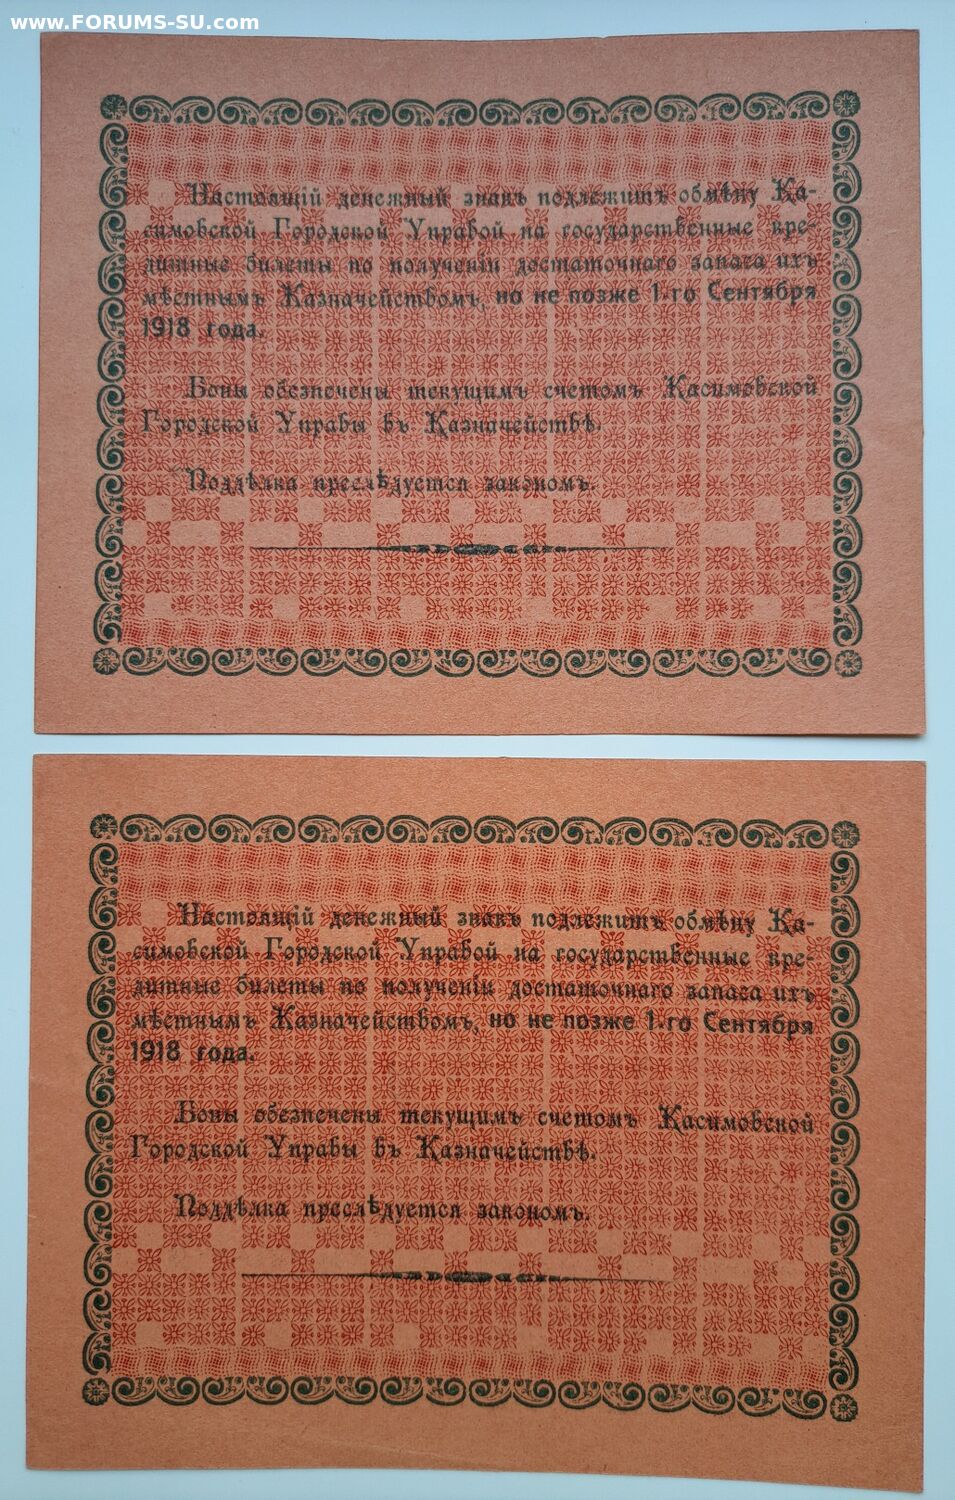 www.FORUMS-SU.com
Настоящій денежный знакъ подлежитъ обмѣну Ка-
симовской Городской Управой на государственные кре-
дитные билеты по полученіи достаточнаго запаса ихъ
мѣстнымъ Казначействомъ, но не позже 1-го Сентября
1918 года.
Боны обезпечены текущимъ счетомъ Касимовской
Городской Управы въ Казначействѣ.
Поддѣлка преслѣдуется закономъ.
Настоящій денежный знакъ подлежитъ обмѣну Ка-
симовской Городской Управой на государственные кре-
дитные билеты по полученіи достаточнаго запаса ихъ
мѣстнымъ Казначействомъ, но не позже 1-го Сентября
1918 года.
Боны обезпечены текущимъ счетомъ Касимовской
Городской Управы въ Казначействѣ.
Поддѣлка преслѣдуется закономъ.